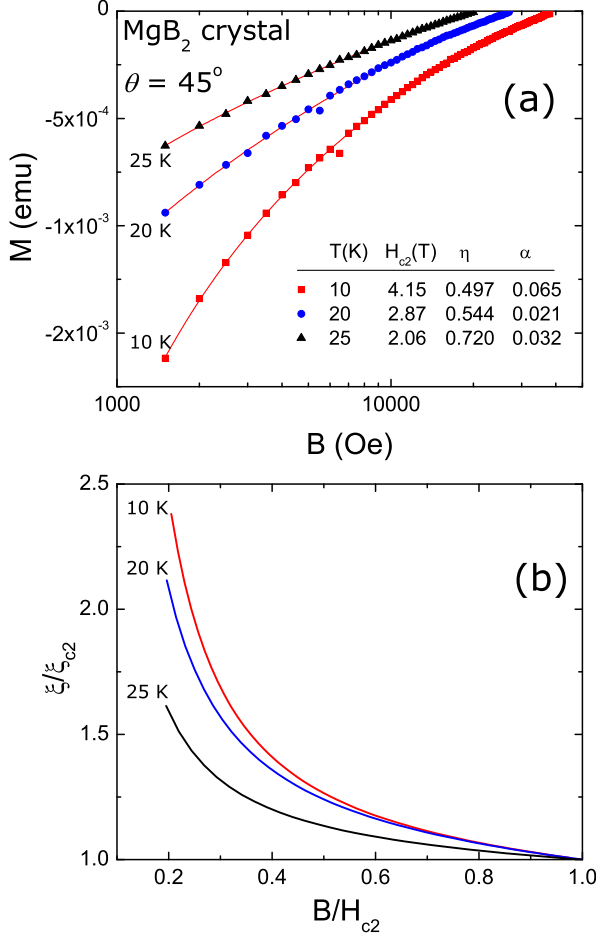 0
MgB₂ crystal
θ = 45°
(a)
-5x10⁻⁴
25 K
M (emu)
20 K
-1x10⁻³
T(K) H_c2(T) η α
10 4.15 0.497 0.065
20 2.87 0.544 0.021
25 2.06 0.720 0.032
-2x10⁻³
10 K
1000 10000
B (Oe)
2.5
10 K
20 K
(b)
2.0
ξ/ξ_c2
25 K
1.5
1.0
0.2 0.4 0.6 0.8 1.0
B/H_c2